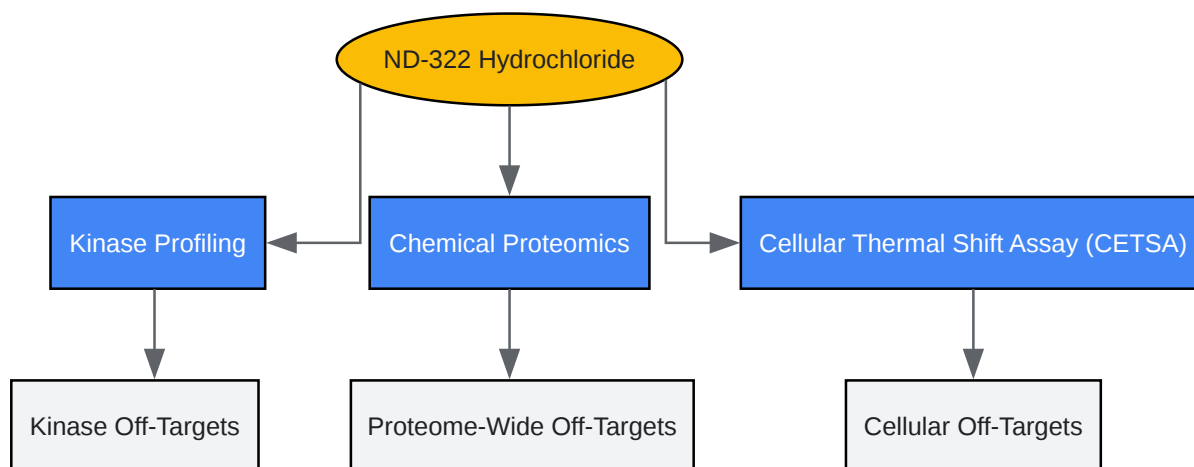 ND-322 Hydrochloride
Kinase Profiling
Chemical Proteomics
Cellular Thermal Shift Assay (CETSA)
Kinase Off-Targets
Proteome-Wide Off-Targets
Cellular Off-Targets